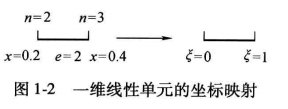 n=2 n=3
x=0.2 e=2 x=0.4 ξ=0 ξ=1
图 1-2 一维线性单元的坐标映射